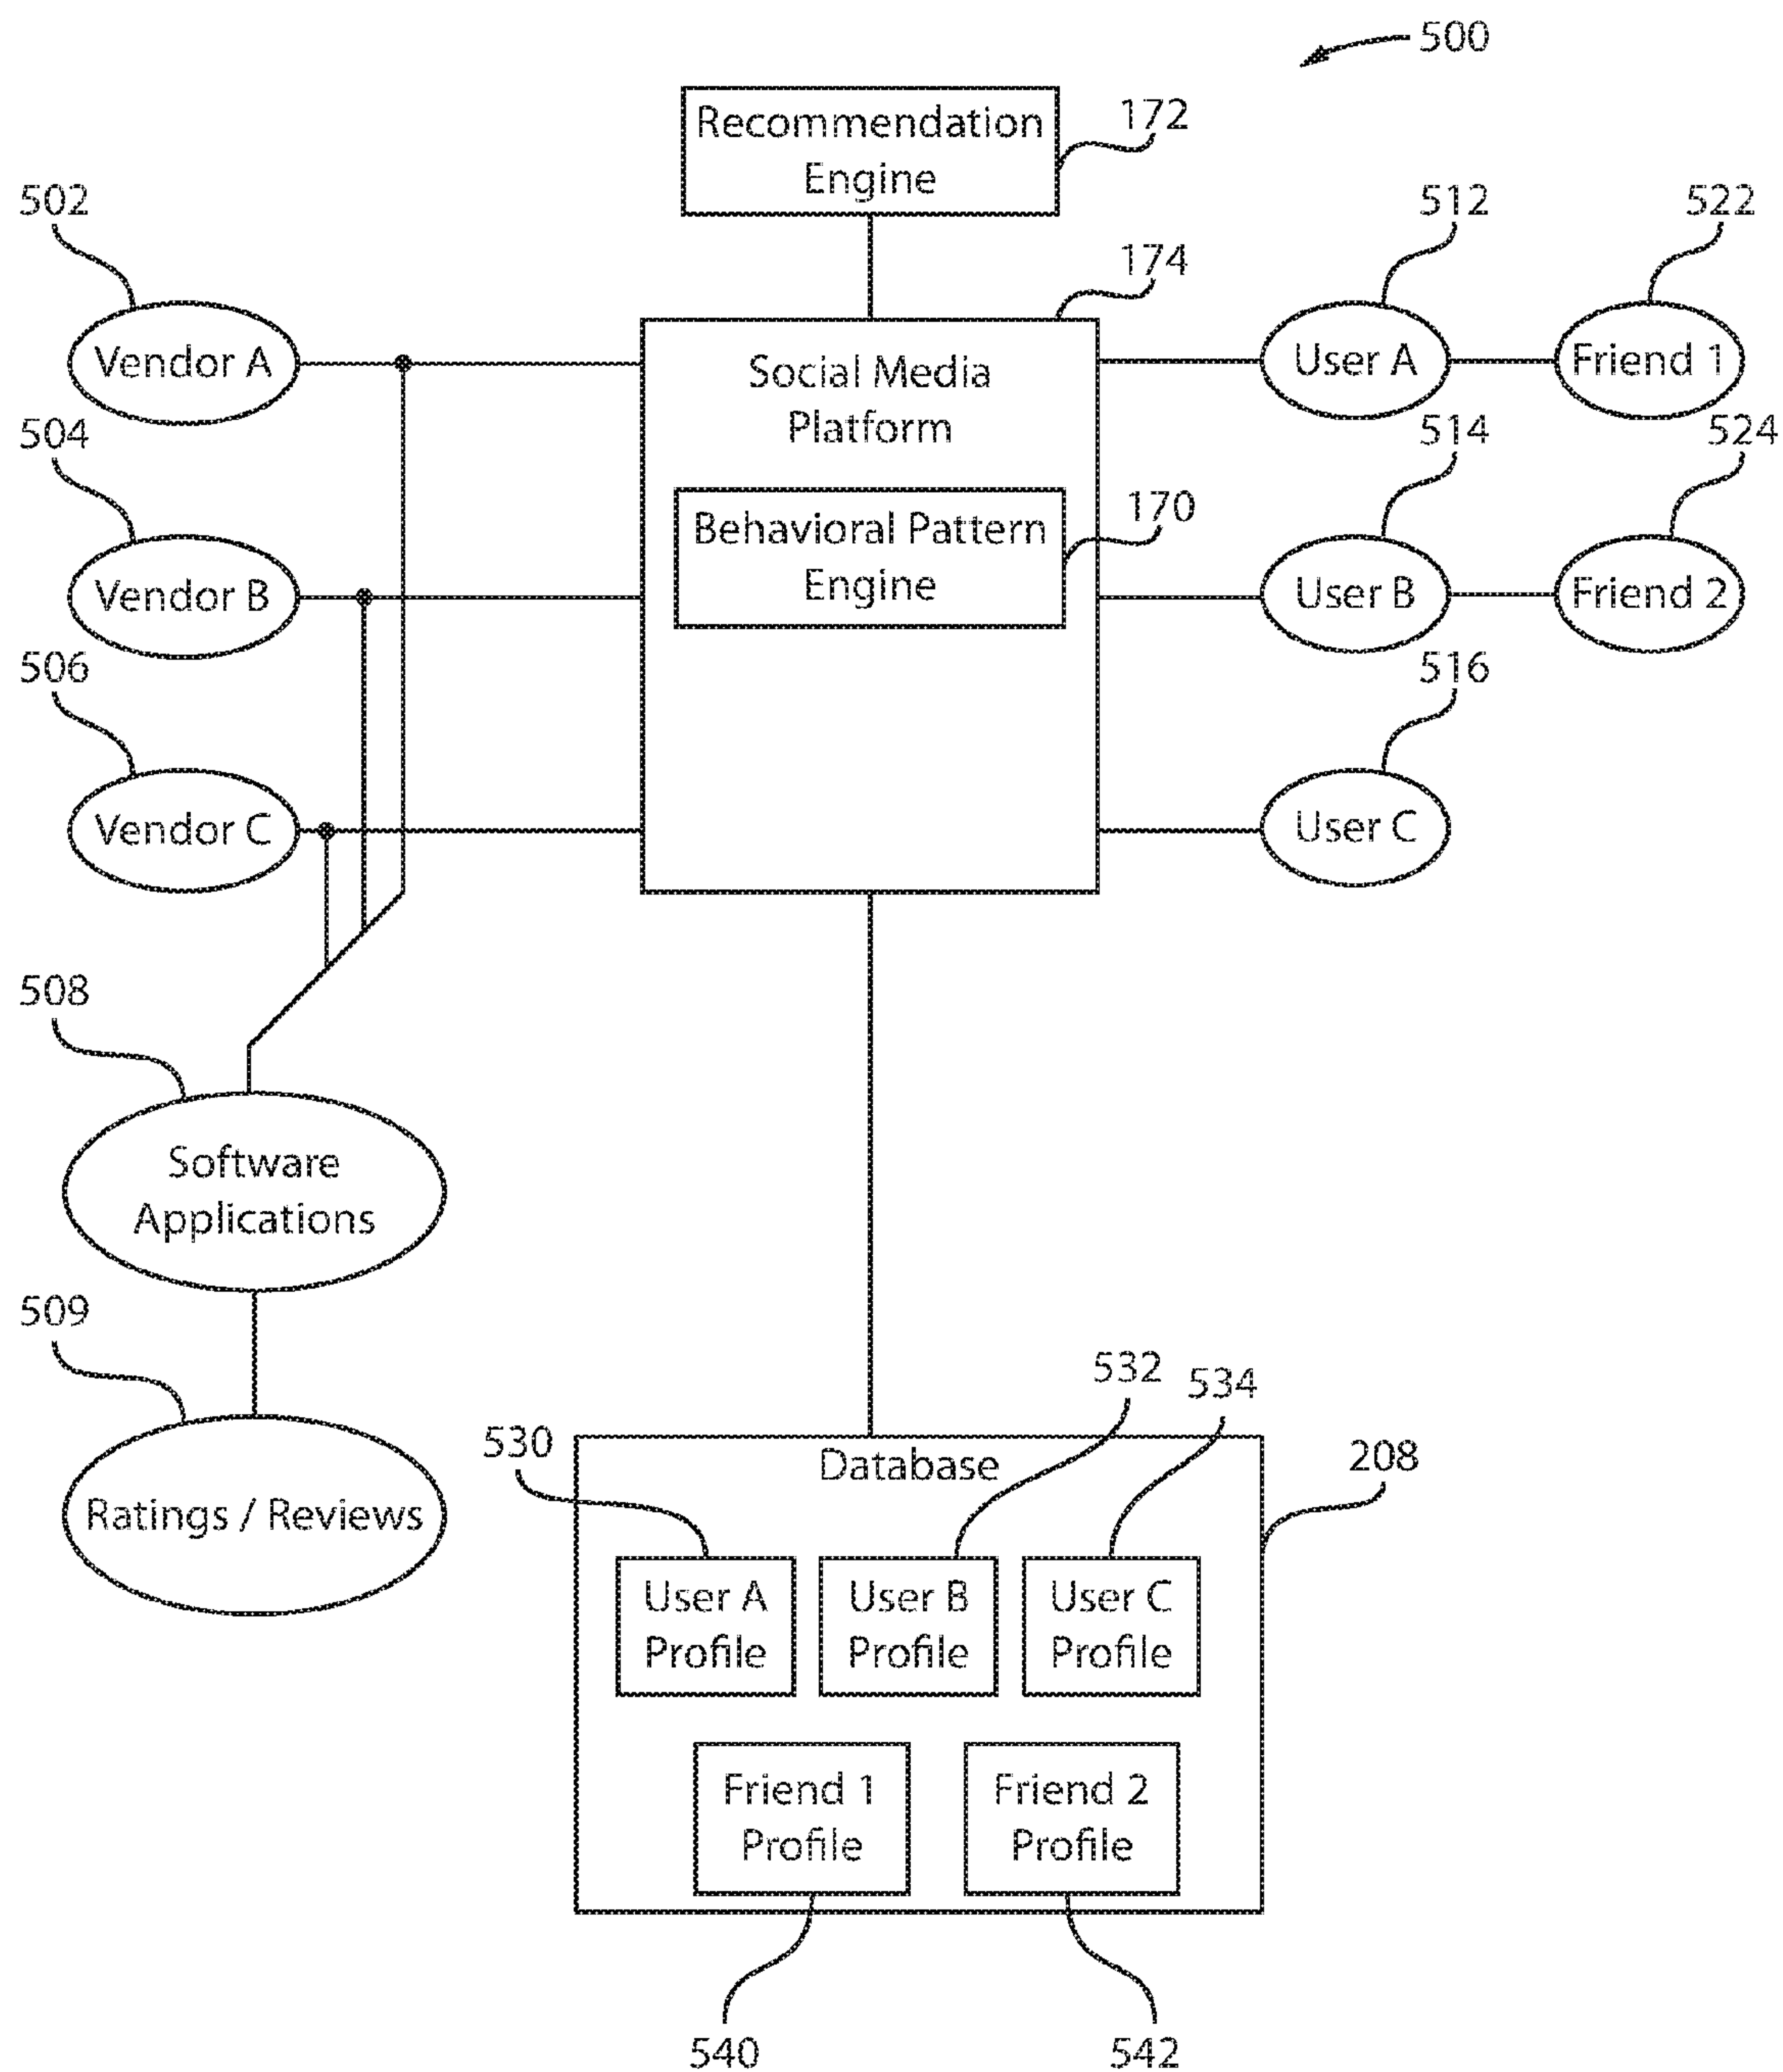 500
Recommendation
Engine
172
502
512
522
174
Vendor A
Social Media
Platform
User A
Friend 1
504
514
524
Behavioral Pattern
Engine
170
Vendor B
User B
Friend 2
506
516
Vendor C
User C
508
Software
Applications
509
Ratings / Reviews
532
534
530
Database
208
User A
Profile
User B
Profile
User C
Profile
Friend 1
Profile
Friend 2
Profile
540
542